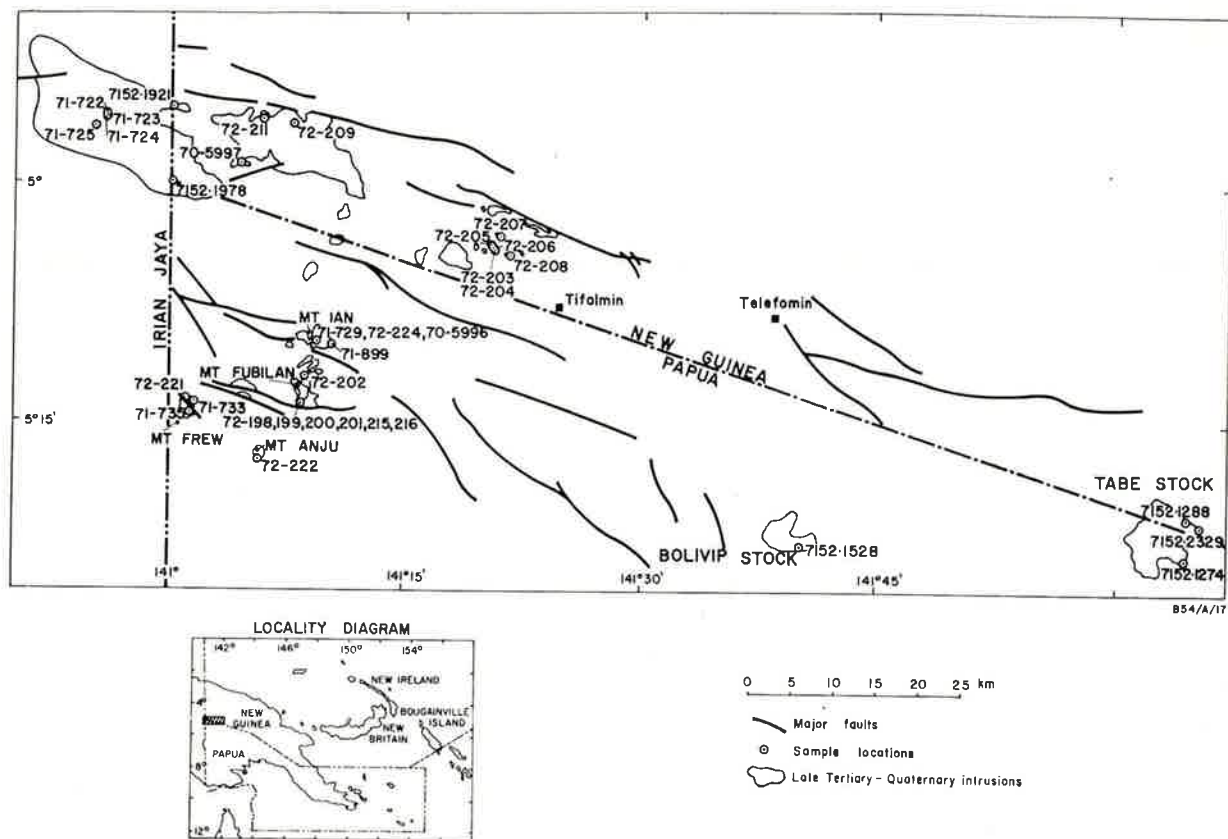 7152·1921
71-722
71-723
71-725
71-724
72-211
72-209
70-5997
5°
7152·1978
72-207
72-205
72-206
72-208
72-203
72-204
IRIAN JAYA
Tifolmin
Telefomin
NEW GUINEA
PAPUA
MT IAN
71-729, 72-224, 70-5996
71-899
MT FUBILAN
72-202
72-221
71-733
71-735
5°15'
72-198,199,200,201,215,216
MT FREW
MT ANJU
72-222
TABE STOCK
7152·1288
7152·2329
7152·1274
BOLIVIP STOCK
7152·1528
141°
141°15'
141°30'
141°45'
B54/A/17
LOCALITY DIAGRAM
142° 146° 150° 154°
NEW IRELAND
4°
NEW GUINEA
BOUGAINVILLE ISLAND
NEW BRITAIN
PAPUA
8°
12°
0 5 10 15 20 25 km
Major faults
Sample locations
Late Tertiary - Quaternary intrusions